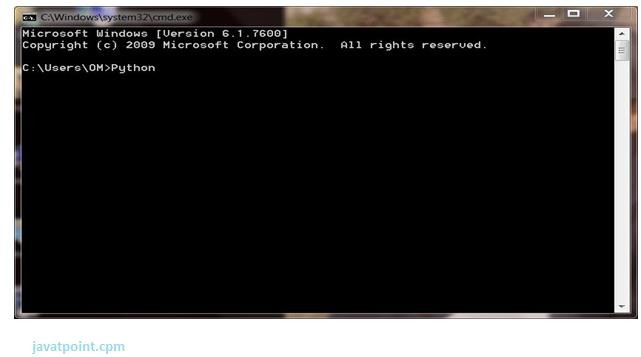 C:\Windows\system32\cmd.exe
Microsoft Windows [Version 6.1.7600]
Copyright (c) 2009 Microsoft Corporation.  All rights reserved.
C:\Users\OM>Python
javatpoint.cpm